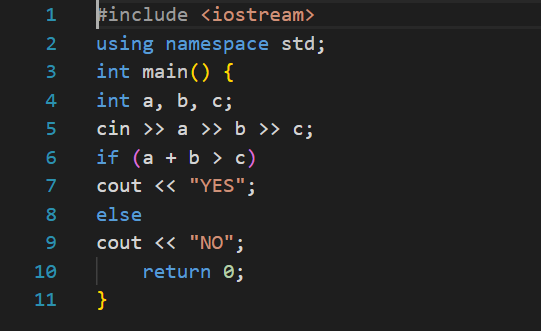 1 #include <iostream>
2 using namespace std;
3 int main() {
4 int a, b, c;
5 cin >> a >> b >> c;
6 if (a + b > c)
7 cout << "YES";
8 else
9 cout << "NO";
10     return 0;
11 }